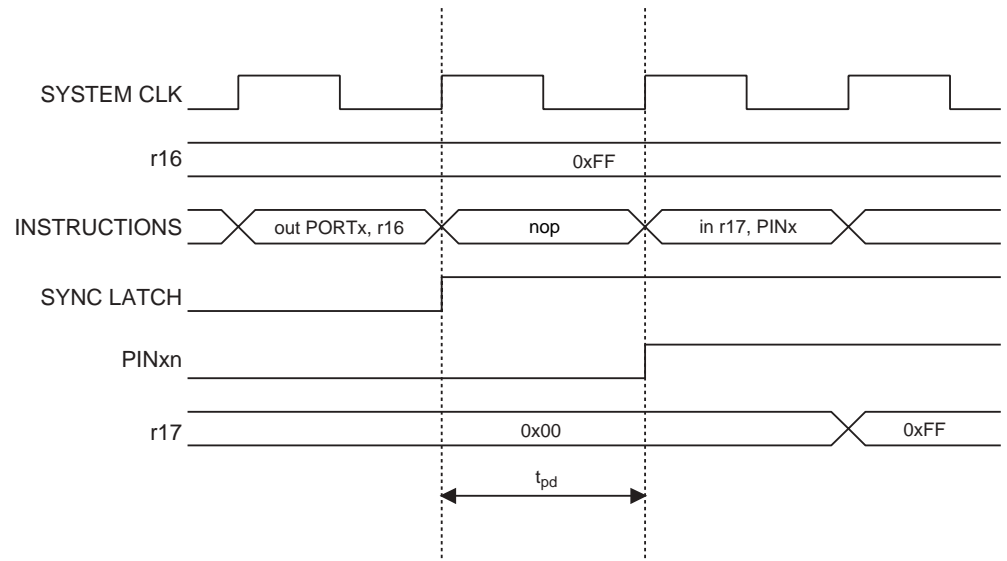 SYSTEM CLK
r16 0xFF
INSTRUCTIONS out PORTx, r16 nop in r17, PINx
SYNC LATCH
PINxn
r17 0x00 0xFF
tpd